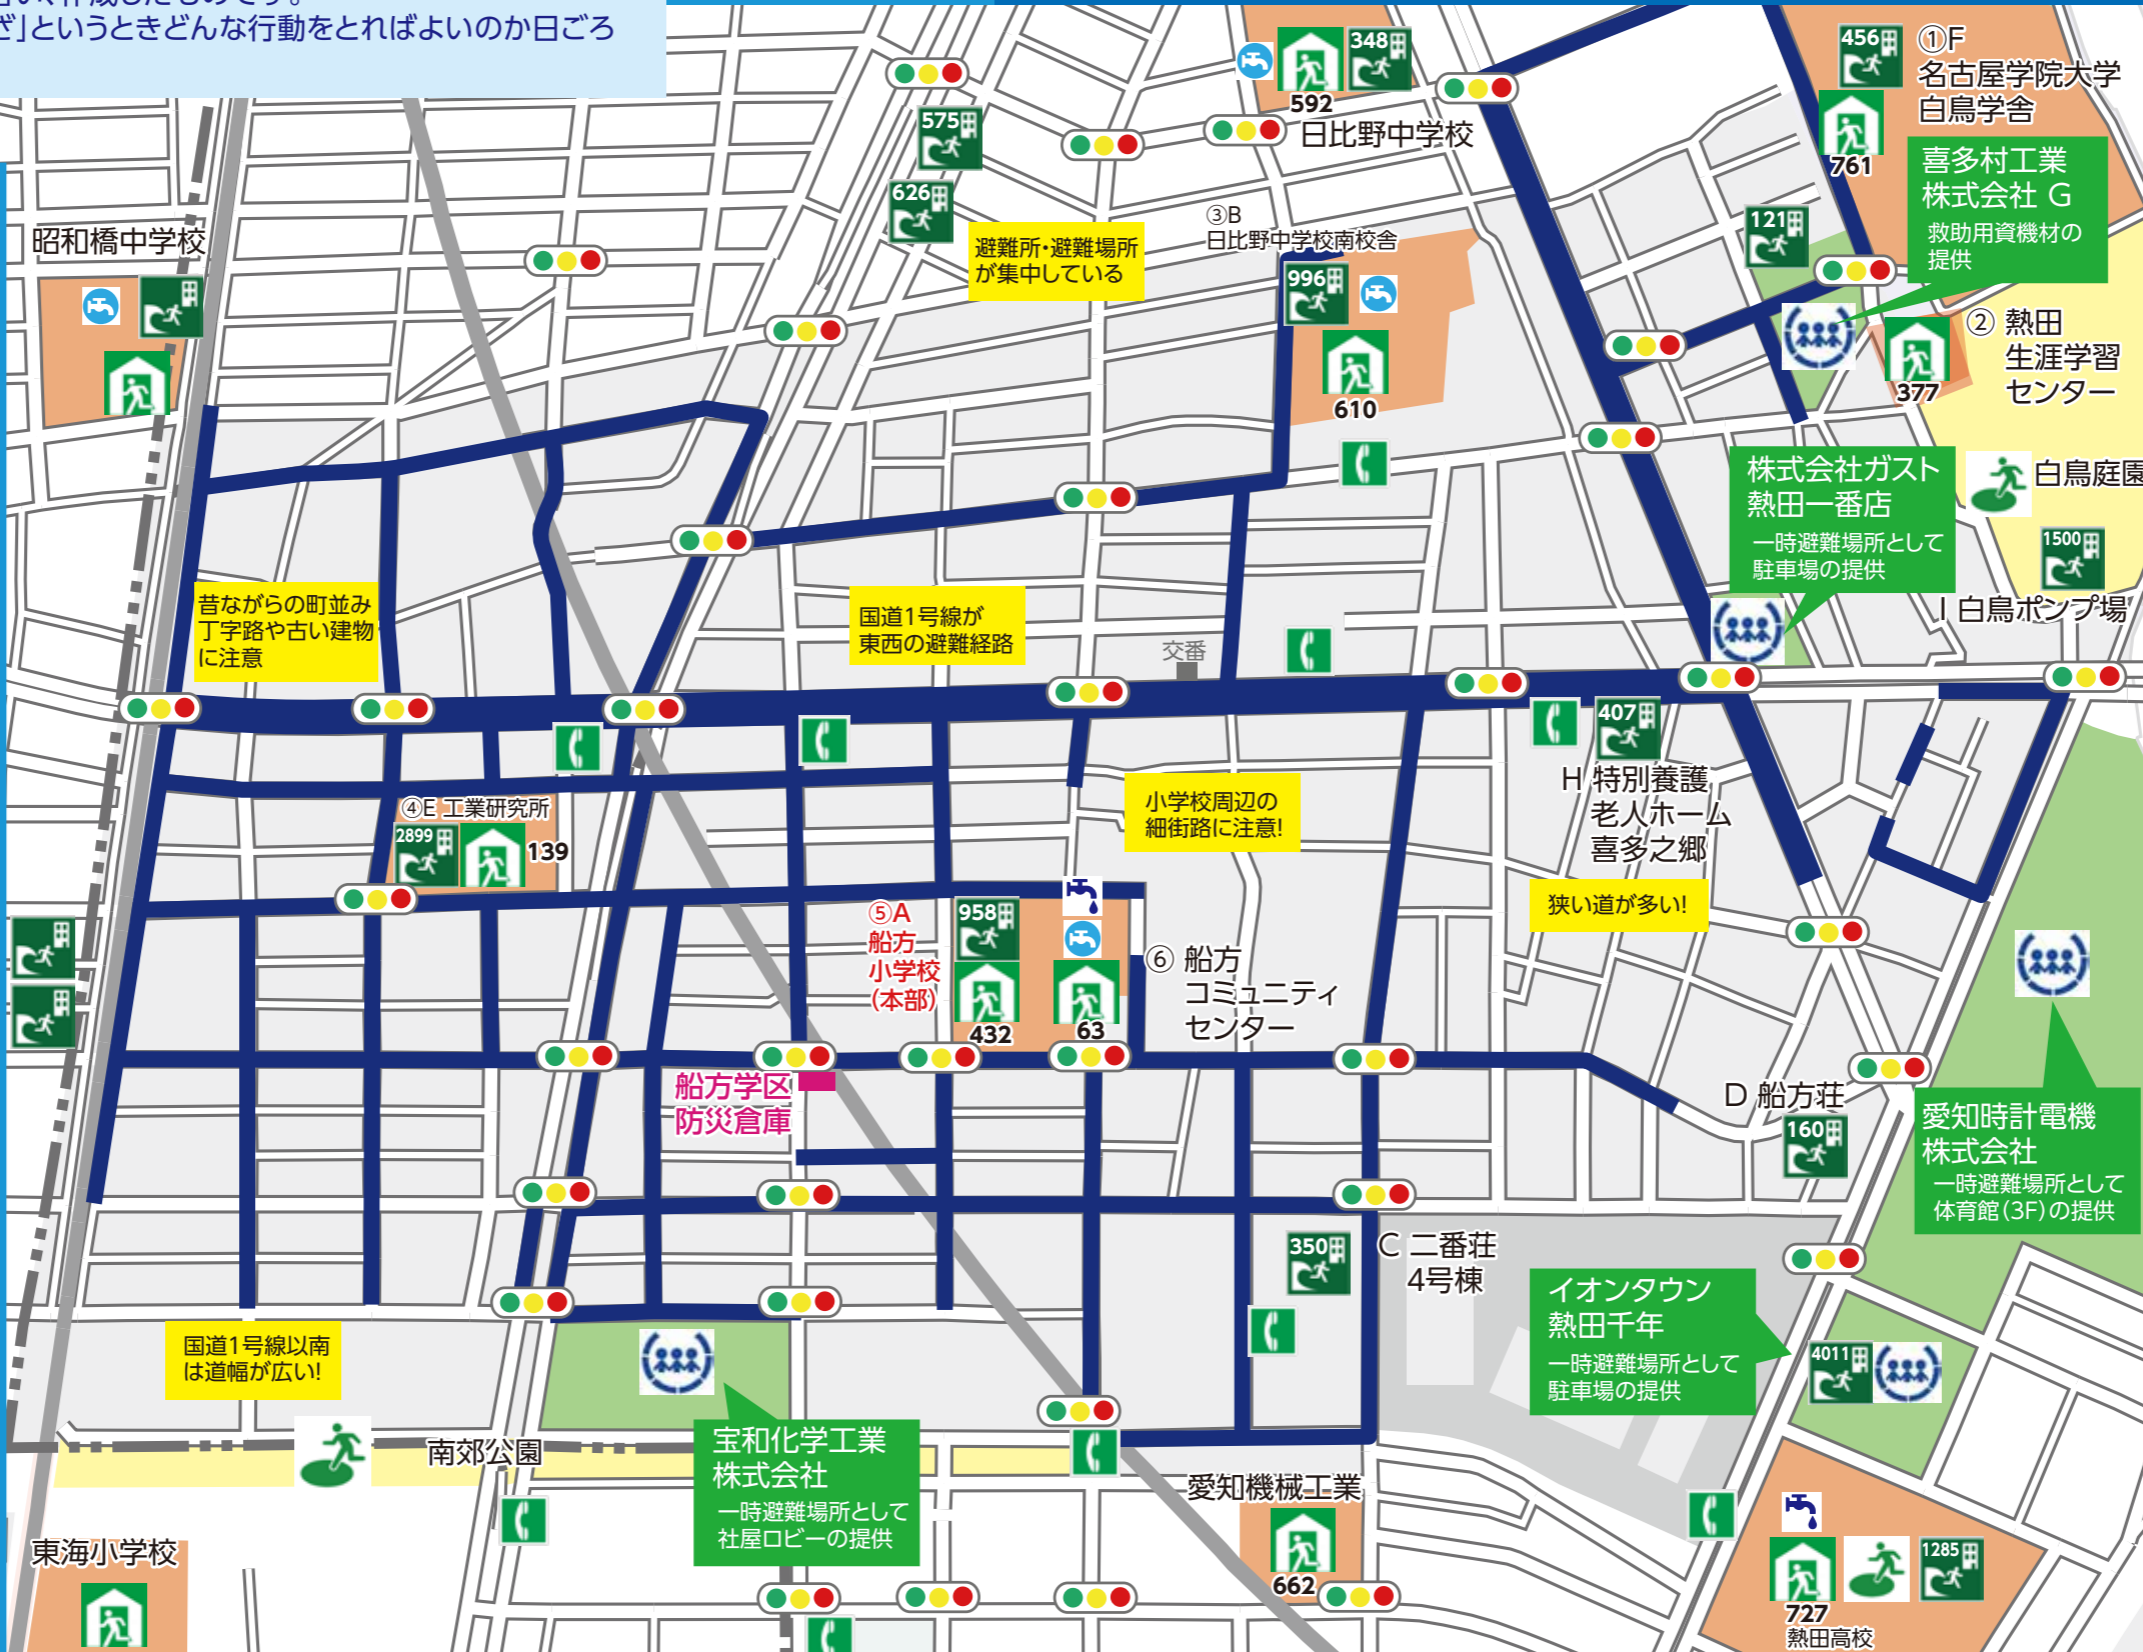 ざ」というときどんな行動をとればよいのか日ごろ
348
592
日比野中学校
456
①F
名古屋学院大学
白鳥学舎
761
575
626
喜多村工業
株式会社 G
救助用資機材の
提供
121
昭和橋中学校
避難所・避難場所
が集中している
③B
日比野中学校南校舎
996
610
② 熱田
生涯学習
センター
377
株式会社ガスト
熱田一番店
一時避難場所として
駐車場の提供
白鳥庭園
1500
I 白鳥ポンプ場
昔ながらの町並み
丁字路や古い建物
に注意
国道1号線が
東西の避難経路
交番
407
H 特別養護
老人ホーム
喜多之郷
④E 工業研究所
2899
139
小学校周辺の
細街路に注意!
狭い道が多い!
⑤A
船方
小学校
(本部)
958
432
63
⑥ 船方
コミュニティ
センター
船方学区
防災倉庫
D 船方荘
160
愛知時計電機
株式会社
一時避難場所として
体育館(3F)の提供
350
C 二番荘
4号棟
イオンタウン
熱田千年
一時避難場所として
駐車場の提供
4011
国道1号線以南
は道幅が広い!
南郊公園
宝和化学工業
株式会社
一時避難場所として
社屋ロビーの提供
愛知機械工業
662
東海小学校
1285
727
熱田高校